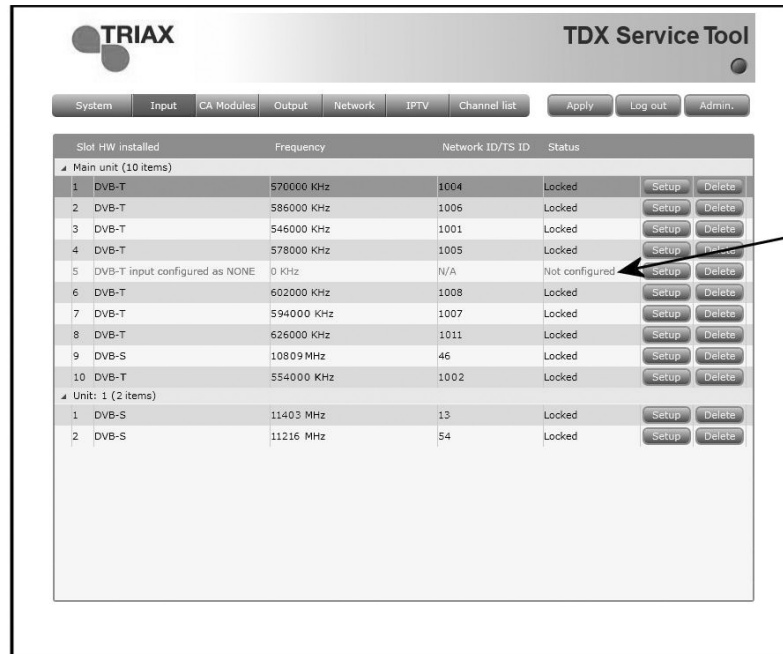 TRIAX
TDX Service Tool
System Input CA Modules Output Network IPTV Channel list Apply Log out Admin.
Slot HW installed Frequency Network ID/TS ID Status
Main unit (10 items)
1 DVB-T 570000 KHz 1004 Locked Setup Delete
2 DVB-T 586000 KHz 1006 Locked Setup Delete
3 DVB-T 546000 KHz 1001 Locked Setup Delete
4 DVB-T 578000 KHz 1005 Locked Setup Delete
5 DVB-T input configured as NONE 0 KHz N/A Not configured Setup Delete
6 DVB-T 602000 KHz 1008 Locked Setup Delete
7 DVB-T 594000 KHz 1007 Locked Setup Delete
8 DVB-T 626000 KHz 1011 Locked Setup Delete
9 DVB-S 10809 MHz 46 Locked Setup Delete
10 DVB-T 554000 KHz 1002 Locked Setup Delete
Unit: 1 (2 items)
1 DVB-S 11403 MHz 13 Locked Setup Delete
2 DVB-S 11216 MHz 54 Locked Setup Delete